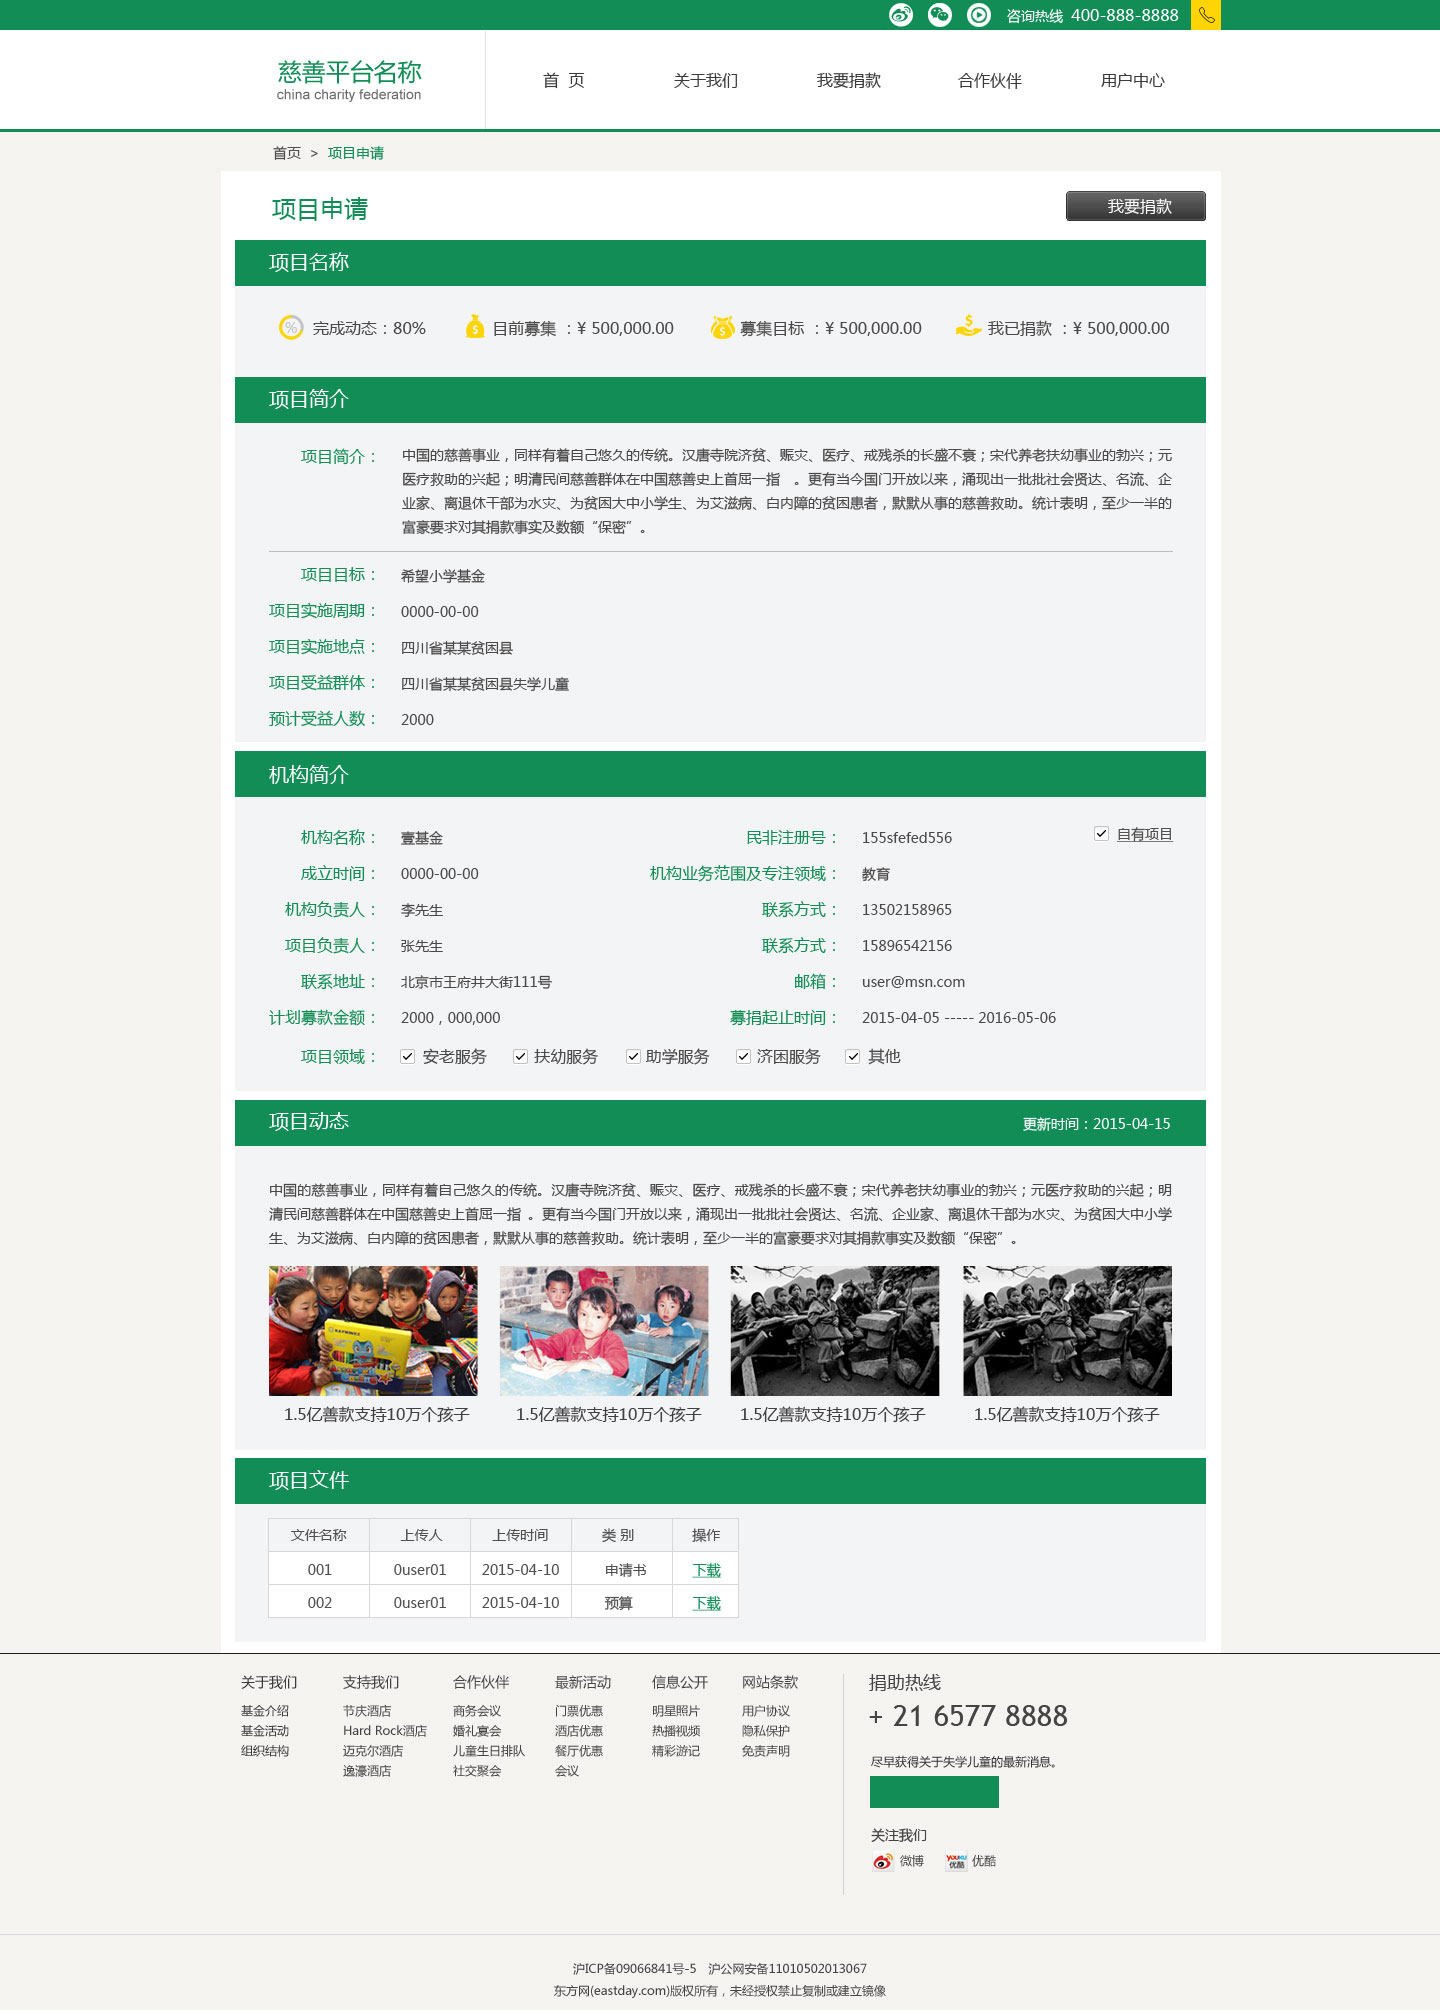 咨询热线 400-888-8888
慈善平台名称
china charity federation
首 页 关于我们 我要捐款 合作伙伴 用户中心
首页 > 项目申请
项目申请 我要捐款
项目名称
% 完成动态：80% 目前募集 ：¥ 500,000.00 募集目标 ：¥ 500,000.00 我已捐款 ：¥ 500,000.00
项目简介
项目简介： 中国的慈善事业，同样有着自己悠久的传统。汉唐寺院济贫、赈灾、医疗、戒残杀的长盛不衰；宋代养老扶幼事业的勃兴；元
医疗救助的兴起；明清民间慈善群体在中国慈善史上首屈一指 。更有当今国门开放以来，涌现出一批批社会贤达、名流、企
业家、离退休干部为水灾、为贫困大中小学生、为艾滋病、白内障的贫困患者，默默从事的慈善救助。统计表明，至少一半的
富豪要求对其捐款事实及数额“保密”。
项目目标： 希望小学基金
项目实施周期： 0000-00-00
项目实施地点： 四川省某某贫困县
项目受益群体： 四川省某某贫困县失学儿童
预计受益人数： 2000
机构简介
机构名称： 壹基金 民非注册号： 155sfefed556 自有项目
成立时间： 0000-00-00 机构业务范围及专注领域： 教育
机构负责人： 李先生 联系方式： 13502158965
项目负责人： 张先生 联系方式： 15896542156
联系地址： 北京市王府井大街111号 邮箱： user@msn.com
计划募款金额： 2000，000,000 募捐起止时间： 2015-04-05 ----- 2016-05-06
项目领域： 安老服务 扶幼服务 助学服务 济困服务 其他
项目动态 更新时间：2015-04-15
中国的慈善事业，同样有着自己悠久的传统。汉唐寺院济贫、赈灾、医疗、戒残杀的长盛不衰；宋代养老扶幼事业的勃兴；元医疗救助的兴起；明
清民间慈善群体在中国慈善史上首屈一指 。更有当今国门开放以来，涌现出一批批社会贤达、名流、企业家、离退休干部为水灾、为贫困大中小学
生、为艾滋病、白内障的贫困患者，默默从事的慈善救助。统计表明，至少一半的富豪要求对其捐款事实及数额“保密”。
1.5亿善款支持10万个孩子 1.5亿善款支持10万个孩子 1.5亿善款支持10万个孩子 1.5亿善款支持10万个孩子
项目文件
文件名称 上传人 上传时间 类 别 操作
001 0user01 2015-04-10 申请书 下载
002 0user01 2015-04-10 预算 下载
关于我们 支持我们 合作伙伴 最新活动 信息公开 网站条款 捐助热线
基金介绍 节庆酒店 商务会议 门票优惠 明星照片 用户协议 + 21 6577 8888
基金活动 Hard Rock酒店 婚礼宴会 酒店优惠 热播视频 隐私保护
组织结构 迈克尔酒店 儿童生日排队 餐厅优惠 精彩游记 免责声明
逸濠酒店 社交聚会 会议 尽早获得关于失学儿童的最新消息。
关注我们
微博 YOUKU 优酷 优酷
沪ICP备09066841号-5 沪公网安备11010502013067
东方网(eastday.com)版权所有，未经授权禁止复制或建立镜像